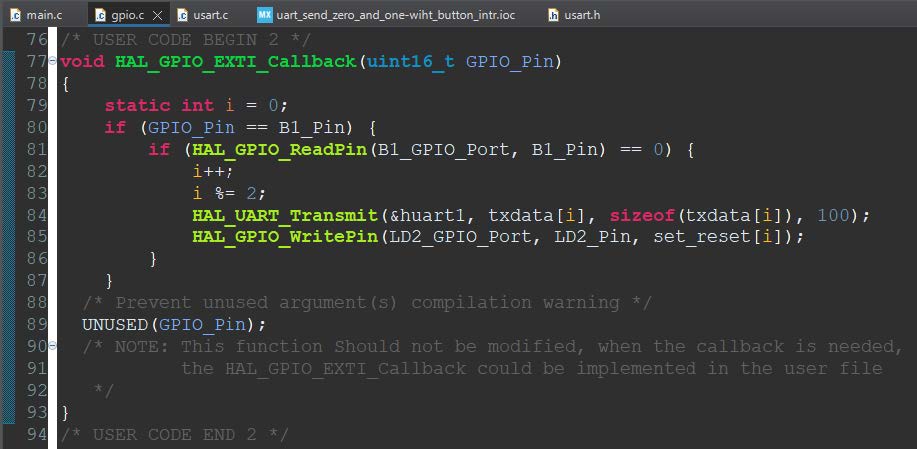 main.c gpio.c usart.c uart_send_zero_and_one-wiht_button_intr.ioc usart.h
76 /* USER CODE BEGIN 2 */
77 void HAL_GPIO_EXTI_Callback(uint16_t GPIO_Pin)
78 {
79     static int i = 0;
80     if (GPIO_Pin == B1_Pin) {
81         if (HAL_GPIO_ReadPin(B1_GPIO_Port, B1_Pin) == 0) {
82             i++;
83             i %= 2;
84             HAL_UART_Transmit(&huart1, txdata[i], sizeof(txdata[i]), 100);
85             HAL_GPIO_WritePin(LD2_GPIO_Port, LD2_Pin, set_reset[i]);
86         }
87     }
88   /* Prevent unused argument(s) compilation warning */
89   UNUSED(GPIO_Pin);
90   /* NOTE: This function Should not be modified, when the callback is needed,
91            the HAL_GPIO_EXTI_Callback could be implemented in the user file
92    */
93 }
94 /* USER CODE END 2 */